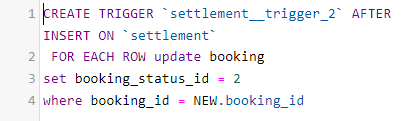 1 CREATE TRIGGER `settlement__trigger_2` AFTER
INSERT ON `settlement`
2 FOR EACH ROW update booking
3 set booking_status_id = 2
4 where booking_id = NEW.booking_id